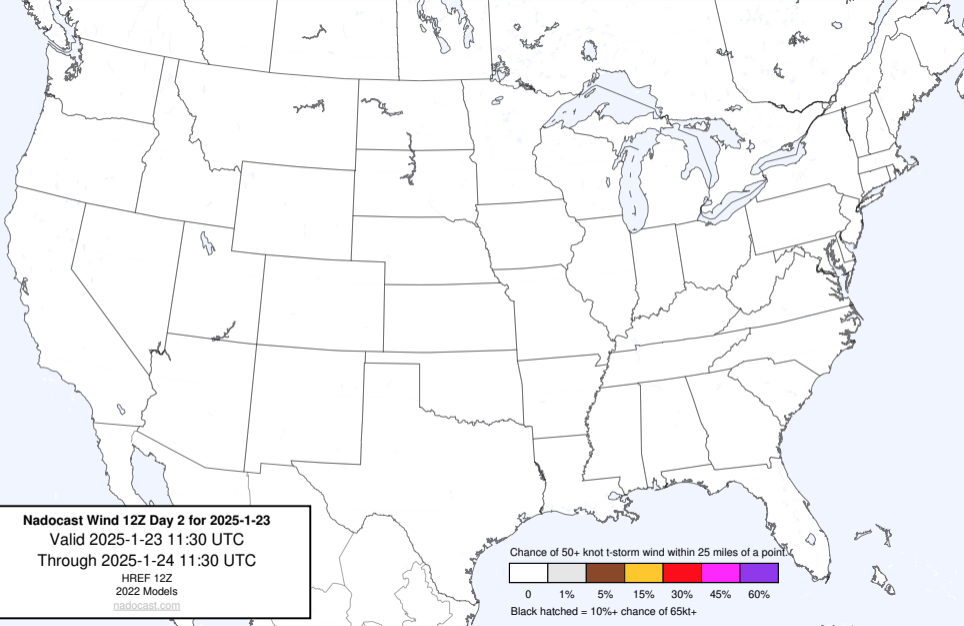 Nadocast Wind 12Z Day 2 for 2025-1-23
Valid 2025-1-23 11:30 UTC
Through 2025-1-24 11:30 UTC
HREF 12Z
2022 Models
nadocast.com
Chance of 50+ knot t-storm wind within 25 miles of a point.
0 1% 5% 15% 30% 45% 60%
Black hatched = 10%+ chance of 65kt+